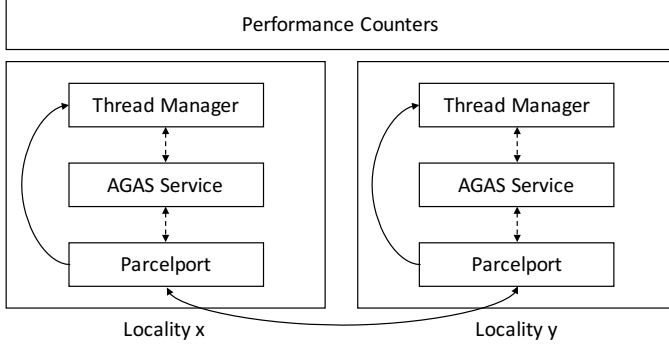 Performance Counters
Thread Manager
AGAS Service
Parcelport
Locality x
Thread Manager
AGAS Service
Parcelport
Locality y